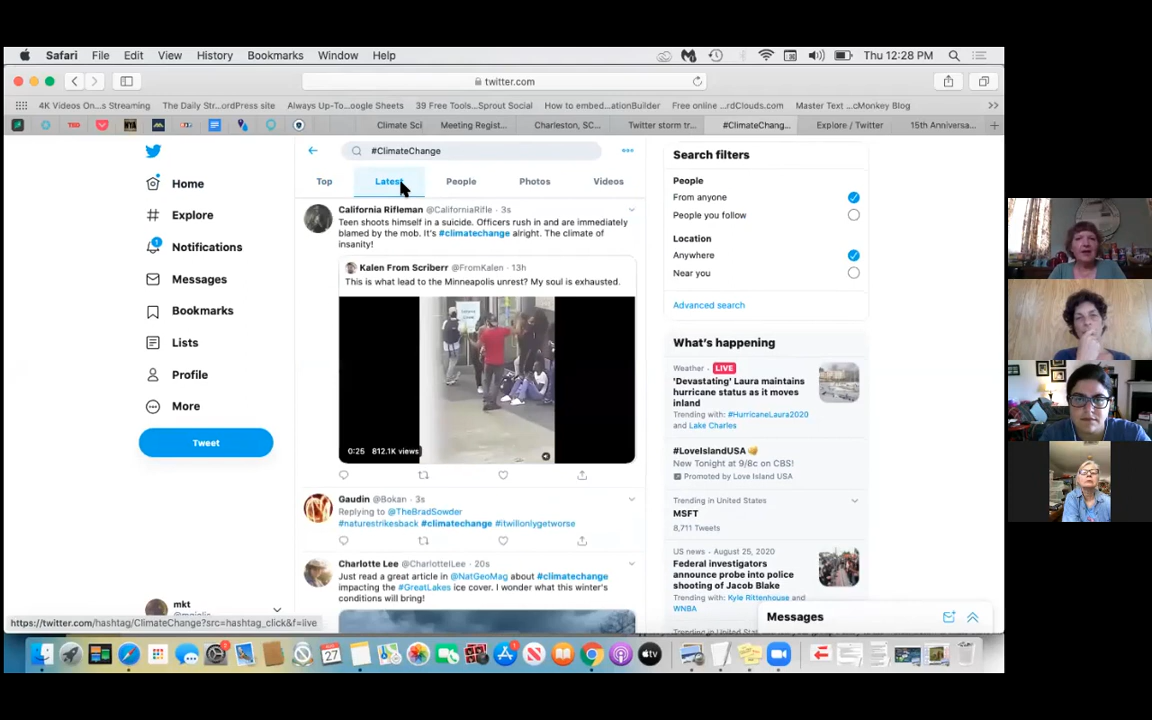 Safari File Edit View History Bookmarks Window Help Thu 12:28 PM
twitter.com
4K Videos On...s Streaming The Daily Str...ordPress site Always Up-To...oogle Sheets 39 Free Tools...Sprout Social How to embed...ationBuilder Free online ...rdClouds.com Master Text ...cMonkey Blog
TED Climate Sci Meeting Regist... Charleston, SC... Twitter storm tr... #ClimateChang... Explore / Twitter 15th Anniversa...
#ClimateChange
Top Latest People Photos Videos
Home
Explore
1
Notifications
Messages
Bookmarks
Lists
Profile
More
Tweet
mkt
California Rifleman @CaliforniaRifle · 3s
Teen shoots himself in a suicide. Officers rush in and are immediately
blamed by the mob. It's #climatechange alright. The climate of
insanity!
Kalen From Scriberr @FromKalen · 13h
This is what lead to the Minneapolis unrest? My soul is exhausted.
0:25 812.1K views
Gaudin @Bokan · 3s
Replying to @TheBradSowder
#naturestrikesback #climatechange #itwillonlygetworse
Charlotte Lee @CharlottelLee · 20s
Just read a great article in @NatGeoMag about #climatechange
impacting the #GreatLakes ice cover. I wonder what this winter's
conditions will bring!
Search filters
People
From anyone
People you follow
Location
Anywhere
Near you
Advanced search
What's happening
Weather · LIVE
'Devastating' Laura maintains
hurricane status as it moves
inland
Trending with: #HurricaneLaura2020
and Lake Charles
#LoveIslandUSA
New Tonight at 9/8c on CBS!
Promoted by Love Island USA
Trending in United States
MSFT
8,711 Tweets
US news · August 25, 2020
Federal investigators
announce probe into police
shooting of Jacob Blake
Trending with: Kyle Rittenhouse and
WNBA
Messages
https://twitter.com/hashtag/ClimateChange?src=hashtag_click&f=live
27
tv